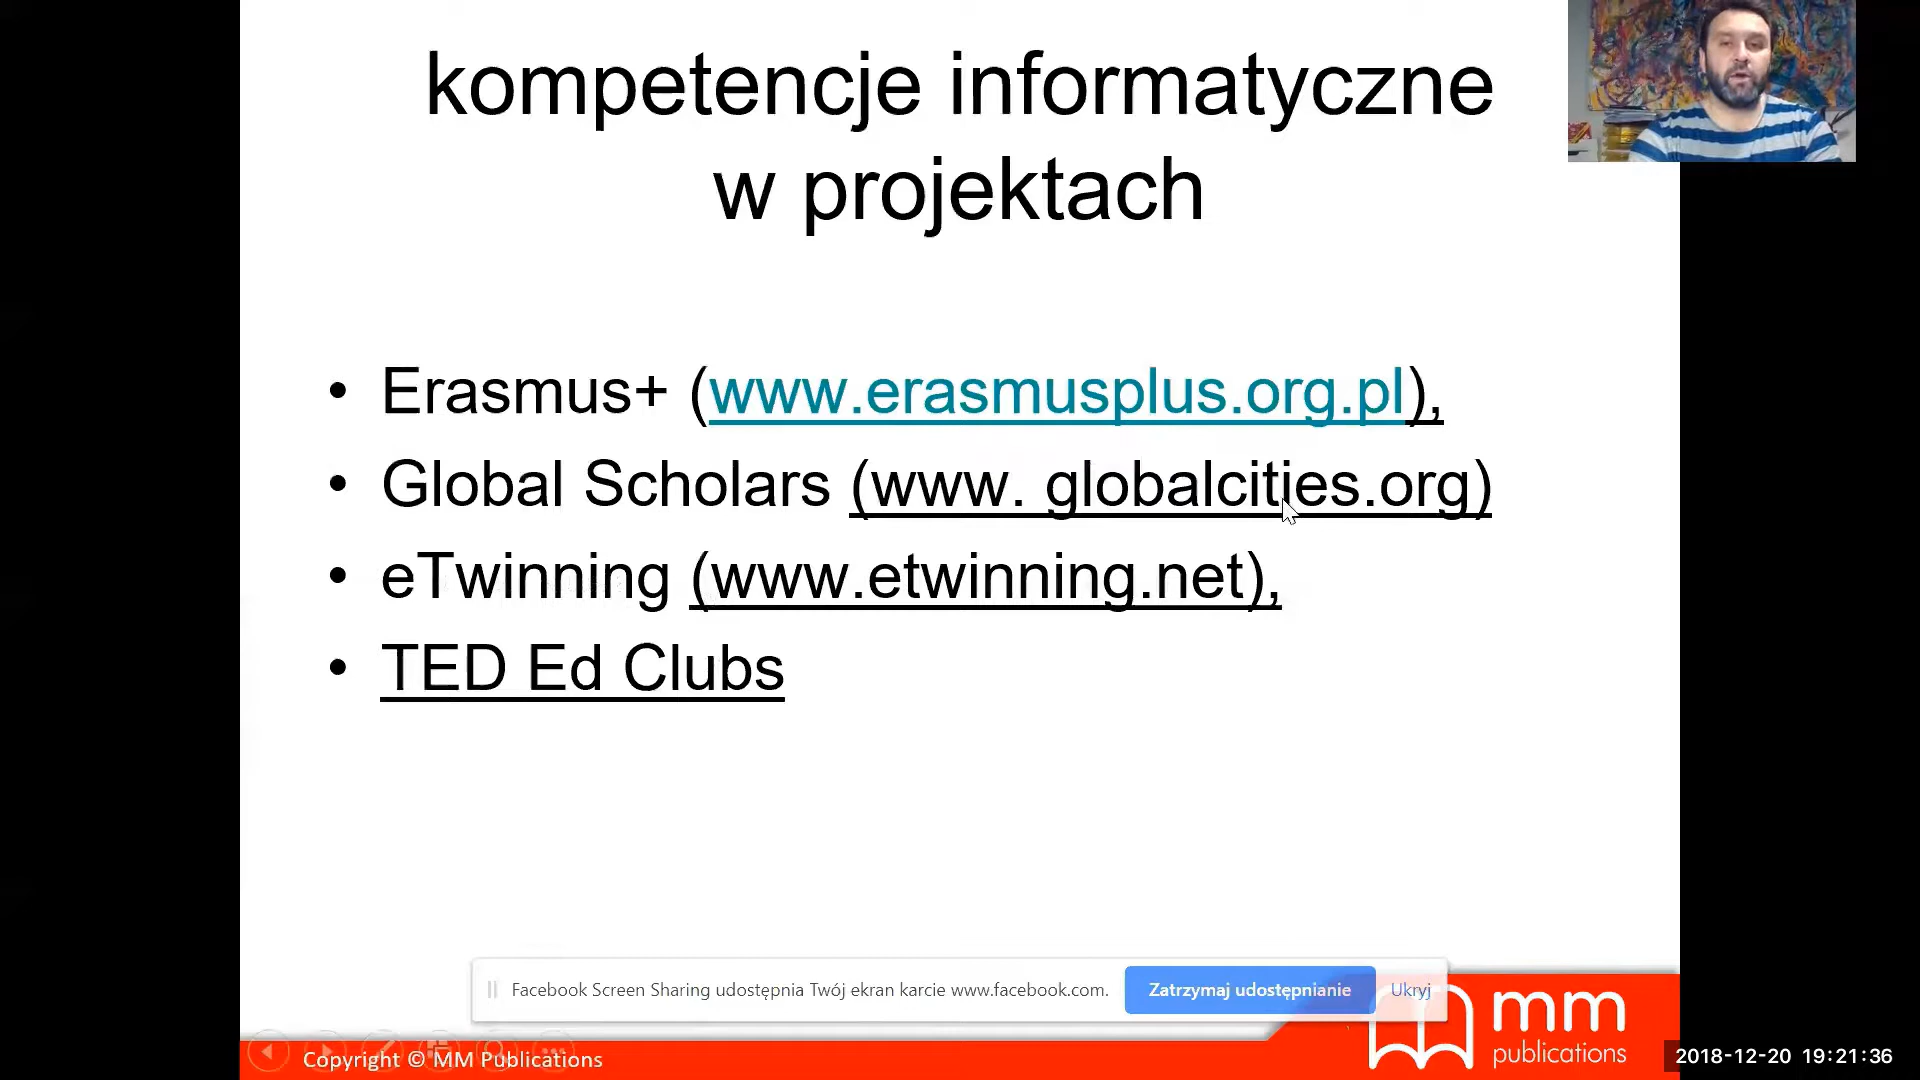 kompetencje informatyczne
w projektach
• Erasmus+ (www.erasmusplus.org.pl),
• Global Scholars (www. globalcities.org)
• eTwinning (www.etwinning.net),
• TED Ed Clubs
Facebook Screen Sharing udostępnia Twój ekran karcie www.facebook.com.
Zatrzymaj udostępnianie
Ukryj
Copyright © MM Publications
mm
publications
2018-12-20 19:21:36